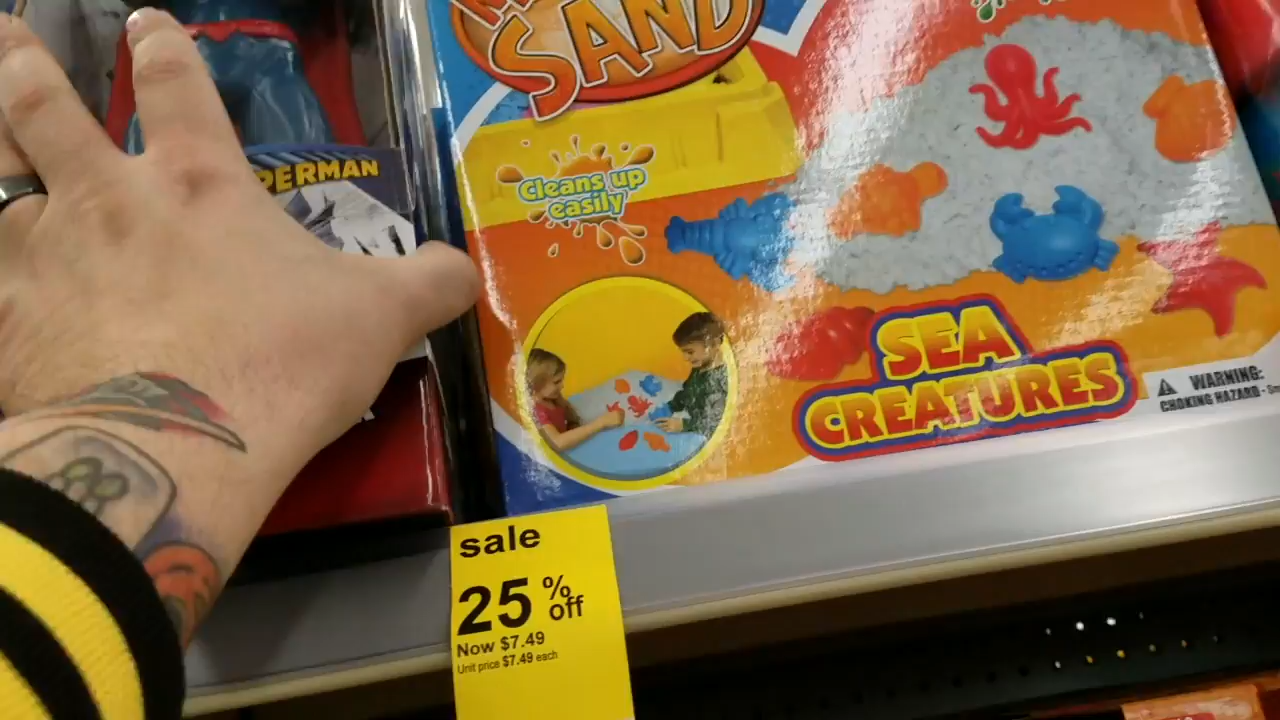 SAND
PERMAN
Cleans up
easily
SEA
CREATURES
WARNING:
CHOKING HAZARD
sale
25 % off
Now $7.49
Unit price $7.49 each